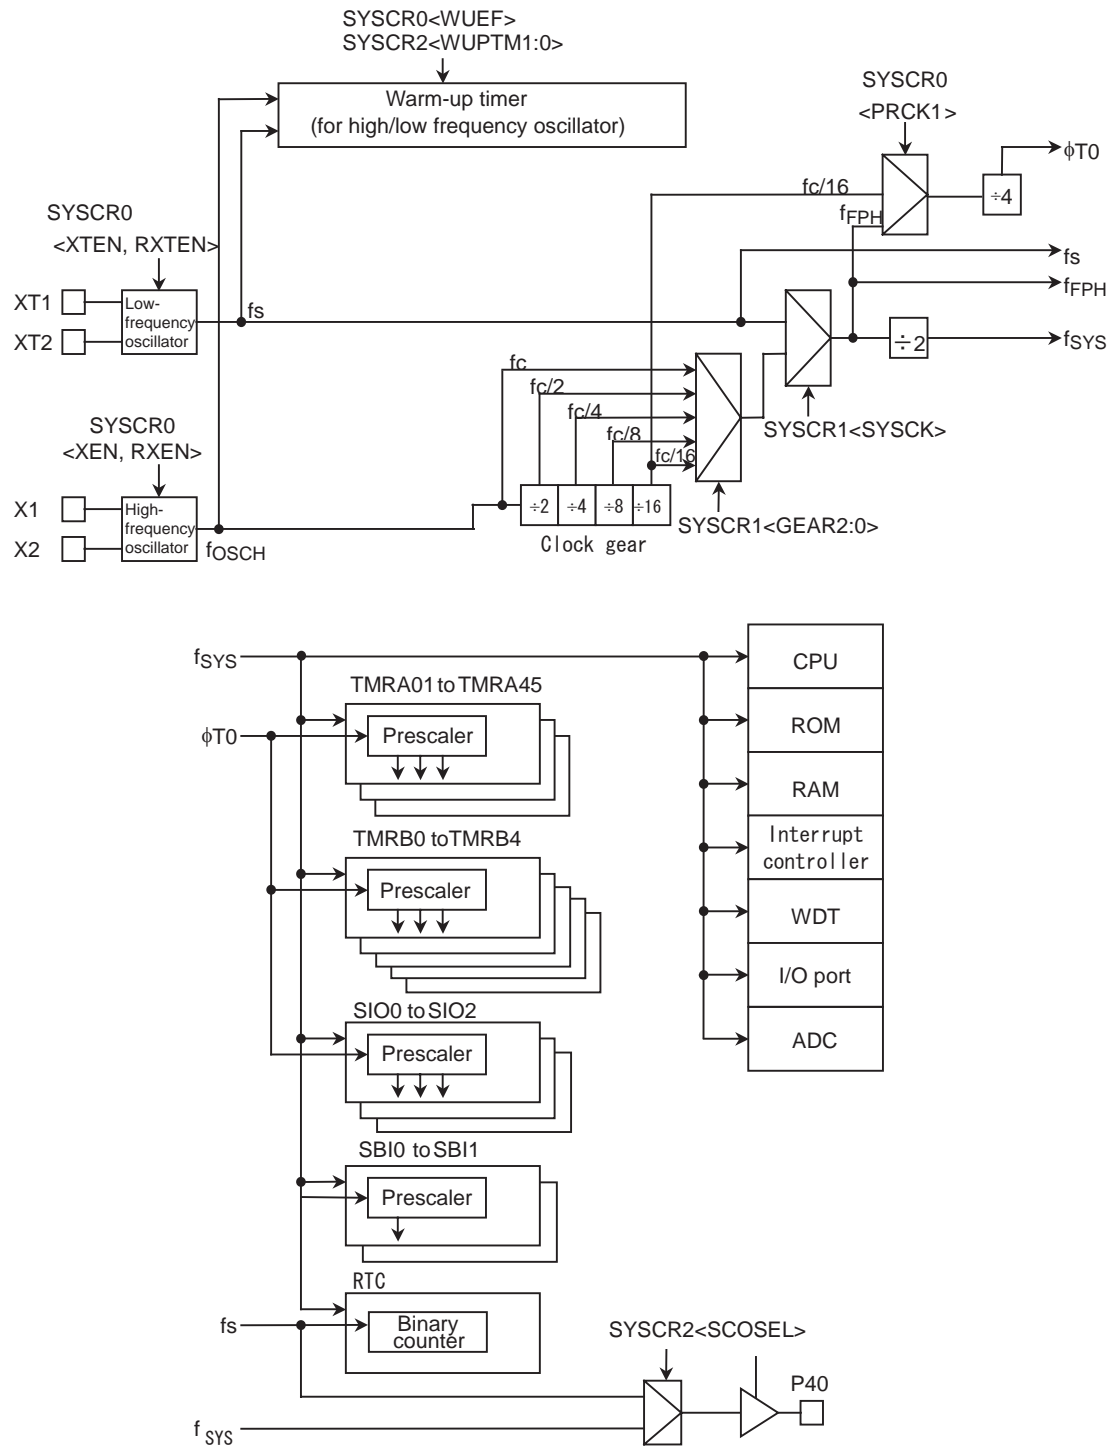 SYSCR0<WUEF>
SYSCR2<WUPTM1:0>
Warm-up timer
(for high/low frequency oscillator)
SYSCR0
<PRCK1>
ϕT0
fc/16
÷4
fFPH
SYSCR0
<XTEN, RXTEN>
fs
fFPH
XT1
Low-
frequency
oscillator
fs
XT2
÷2
fSYS
fc
fc/2
fc/4
fc/8
fc/16
SYSCR1<SYSCK>
SYSCR0
<XEN, RXEN>
X1
High-
frequency
oscillator
X2
fOSCH
÷2
÷4
÷8
÷16
Clock gear
SYSCR1<GEAR2:0>
fSYS
CPU
TMRA01 to TMRA45
ROM
ϕT0
Prescaler
RAM
TMRB0 to TMRB4
Interrupt
controller
Prescaler
WDT
I/O port
SIO0 to SIO2
ADC
Prescaler
SBI0 to SBI1
Prescaler
RTC
fs
Binary
counter
SYSCR2<SCOSEL>
P40
fSYS